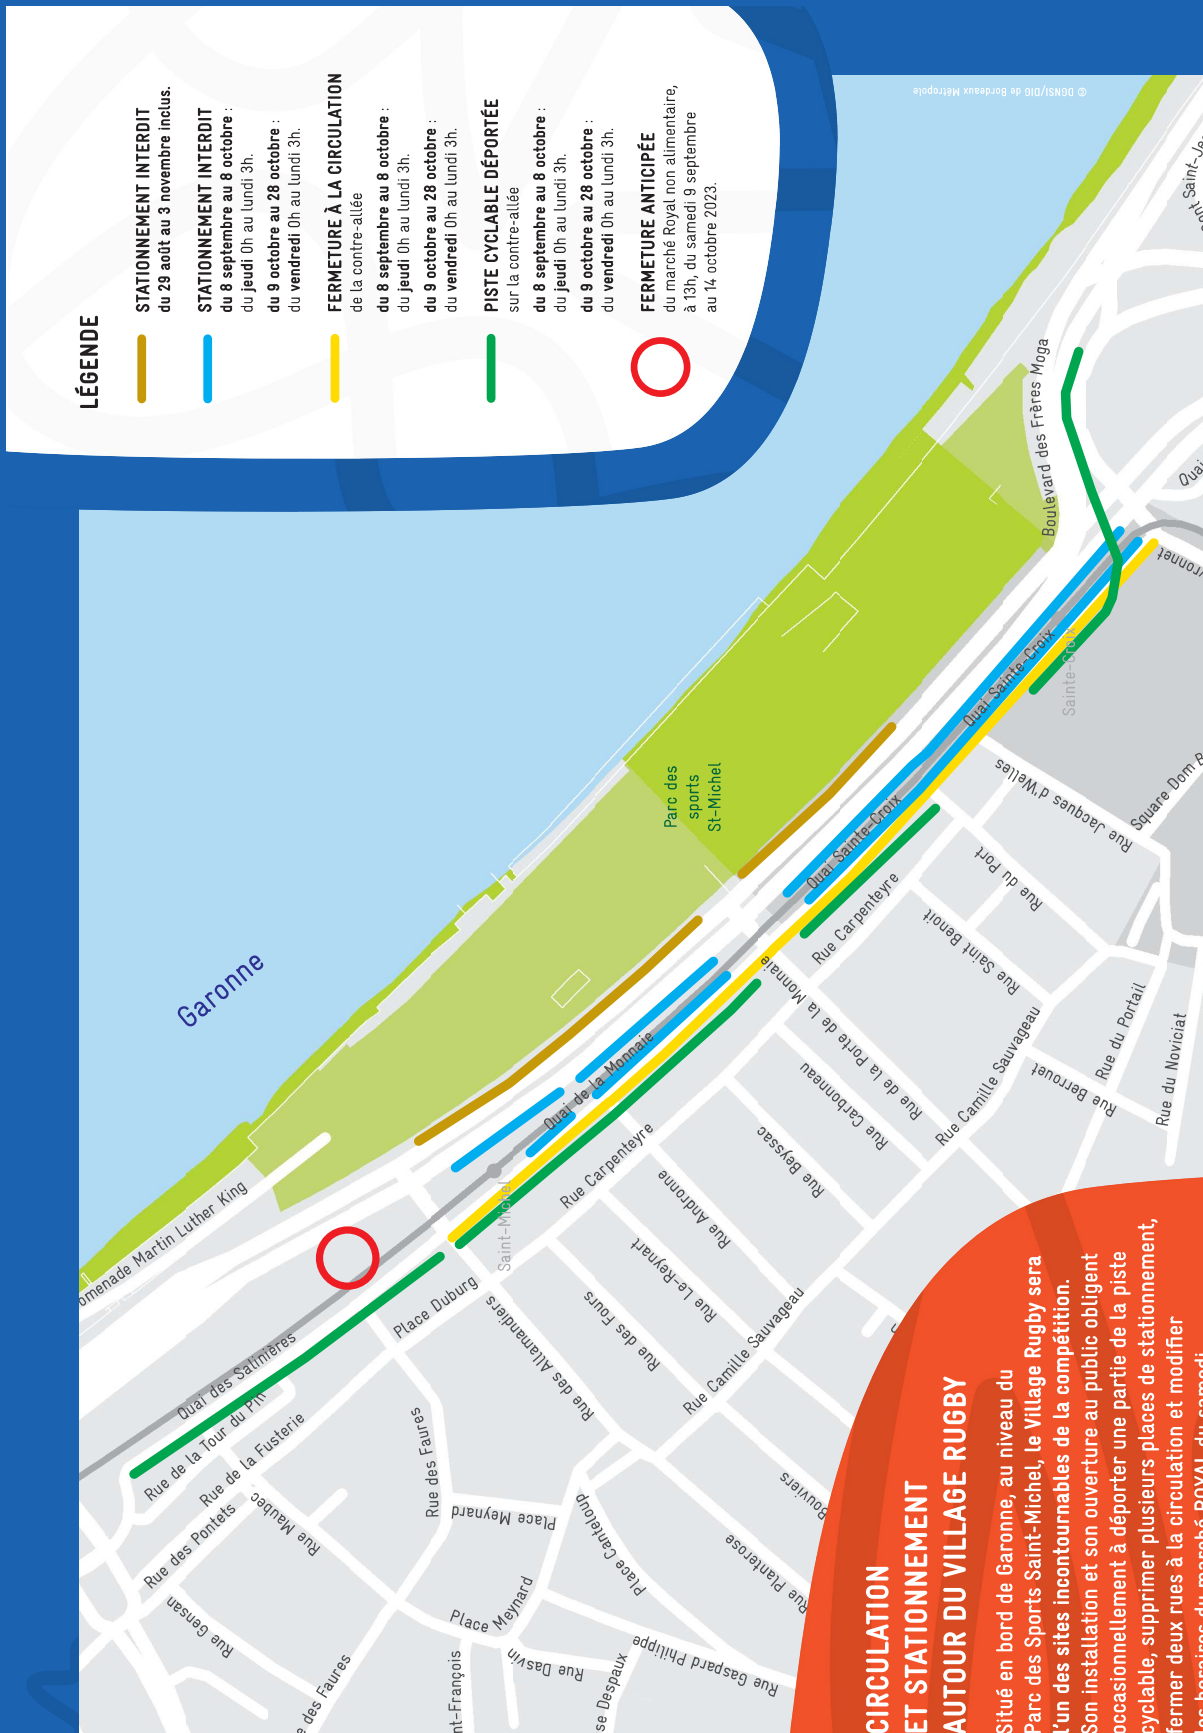 LÉGENDE
STATIONNEMENT INTERDIT
du 29 août au 3 novembre inclus.
STATIONNEMENT INTERDIT
du 8 septembre au 8 octobre :
du jeudi 0h au lundi 3h.
du 9 octobre au 28 octobre :
du vendredi 0h au lundi 3h.
FERMETURE À LA CIRCULATION
de la contre-allée
du 8 septembre au 8 octobre :
du jeudi 0h au lundi 3h.
du 9 octobre au 28 octobre :
du vendredi 0h au lundi 3h.
PISTE CYCLABLE DÉPORTÉE
sur la contre-allée
du 8 septembre au 8 octobre :
du jeudi 0h au lundi 3h.
du 9 octobre au 28 octobre :
du vendredi 0h au lundi 3h.
FERMETURE ANTICIPÉE
du marché Royal non alimentaire,
à 13h, du samedi 9 septembre
au 14 octobre 2023.
© DGNSI/DIG de Bordeaux Métropole
Garonne
Parc des
sports
St-Michel
Boulevard des Frères Moga
Quai
Quai Sainte-Croix
Sainte-Croix
Quai Sainte-Croix
Rue Jacques d'Welles
Square Dom B
Rue du Port
Rue Carpenteyre
Rue Saint Benoit
Rue de la Porte de la Monnaie
Rue Camille Sauvageau
Rue du Portail
Rue Berrouet
Rue du Noviciat
Rue Carbonneau
Rue Beyssac
Quai de la Monnaie
Saint-Michel
Rue Carpenteyre
Rue Andronne
Rue Le-Reynart
Rue des Fours
Rue Camille Sauvageau
Rue des Allamandiers
Place Duburg
omenade Martin Luther King
Quai des Salinières
Rue de la Tour du Pin
Rue de la Fusterie
Rue des Pontets
Rue Maubec
Rue Gensan
Rue des Faures
Place Meynard
Place Canteloup
Place Meynard
Rue Planterose
Bouviers
Rue Dasvin
Rue Gaspard Philippe
se Despaux
nt-François
e des Faures
CIRCULATION
ET STATIONNEMENT
AUTOUR DU VILLAGE RUGBY
Situé en bord de Garonne, au niveau du
Parc des Sports Saint-Michel, le Village Rugby sera
l'un des sites incontournables de la compétition.
Son installation et son ouverture au public obligent
occasionnellement à déporter une partie de la piste
cyclable, supprimer plusieurs places de stationnement,
fermer deux rues à la circulation et modifier